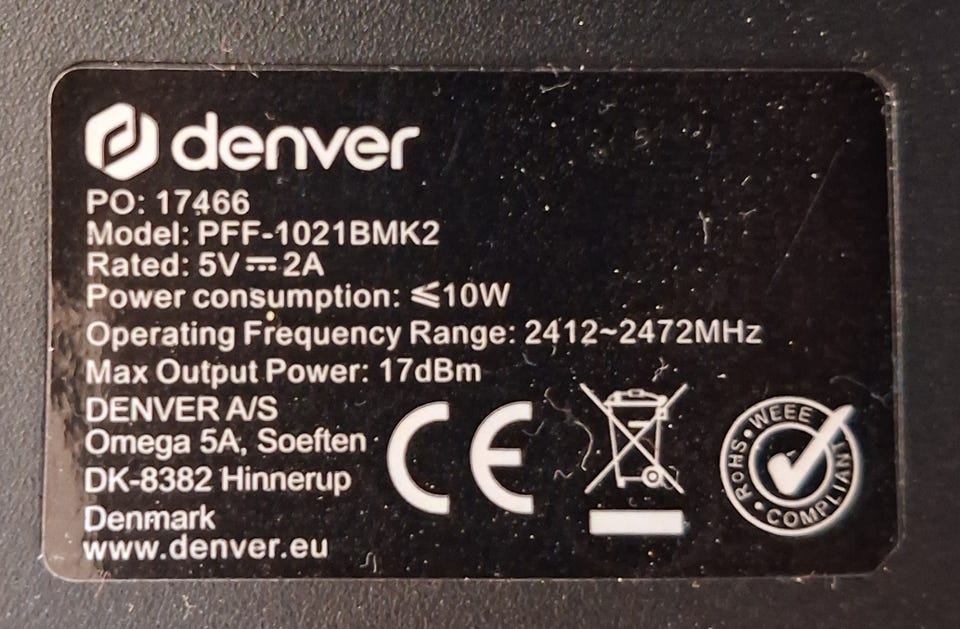 denver
PO: 17466
Model: PFF-1021BMK2
Rated: 5V⎓2A
Power consumption: ⩽10W
Operating Frequency Range: 2412~2472MHz
Max Output Power: 17dBm
DENVER A/S
Omega 5A, Soeften
DK-8382 Hinnerup
Denmark
www.denver.eu
CE
RoHS • WEEE • COMPLIANT